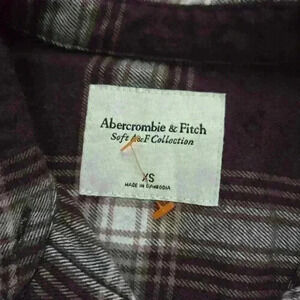 Abercrombie & Fitch
Soft A&F Collection
XS
MADE IN CAMBODIA